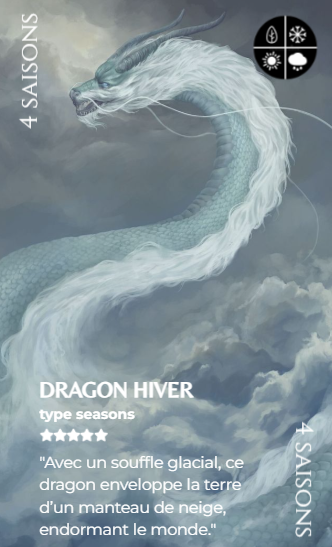 4 SAISONS
DRAGON HIVER
type seasons
"Avec un souffle glacial, ce
dragon enveloppe la terre
d'un manteau de neige,
endormant le monde."
4 SAISONS